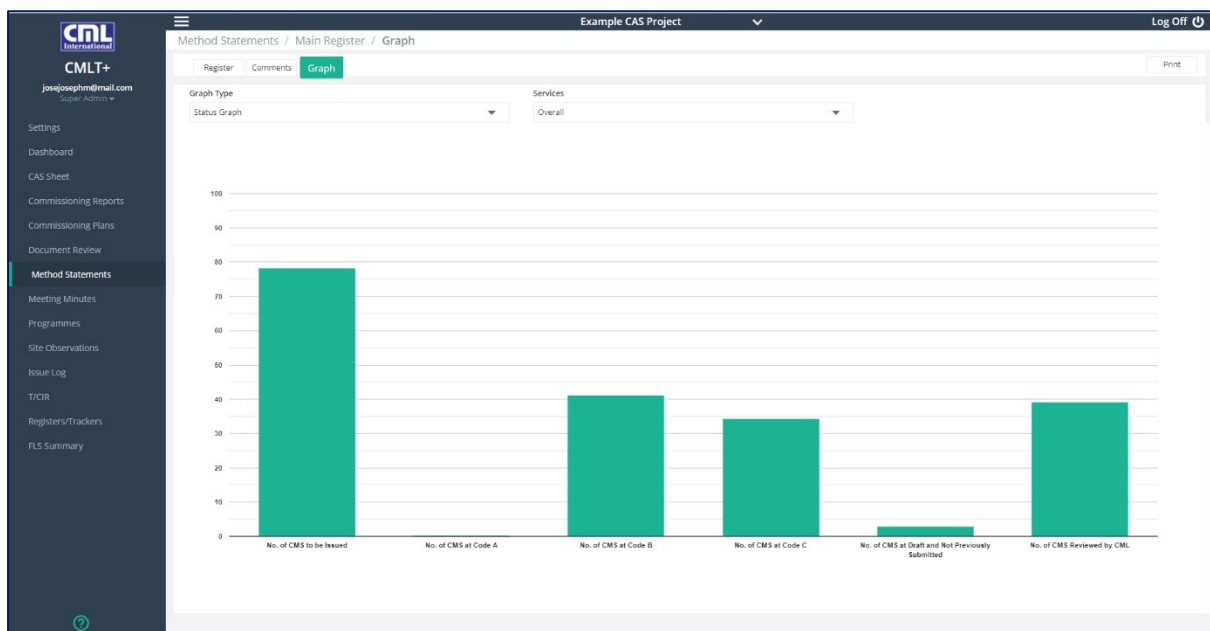 CML
International
CMLT+
josejosephm@mail.com
Super Admin
Settings
Dashboard
CAS Sheet
Commissioning Reports
Commissioning Plans
Document Review
Method Statements
Meeting Minutes
Programmes
Site Observations
Issue Log
T/CIR
Registers/Trackers
FLS Summary
?
Example CAS Project
Log Off
Method Statements / Main Register / Graph
Register Comments Graph
Print
Graph Type
Status Graph
Services
Overall
100
90
80
70
60
50
40
30
20
10
0
No. of CMS to be Issued
No. of CMS at Code A
No. of CMS at Code B
No. of CMS at Code C
No. of CMS at Draft and Not Previously
Submitted
No. of CMS Reviewed by CML